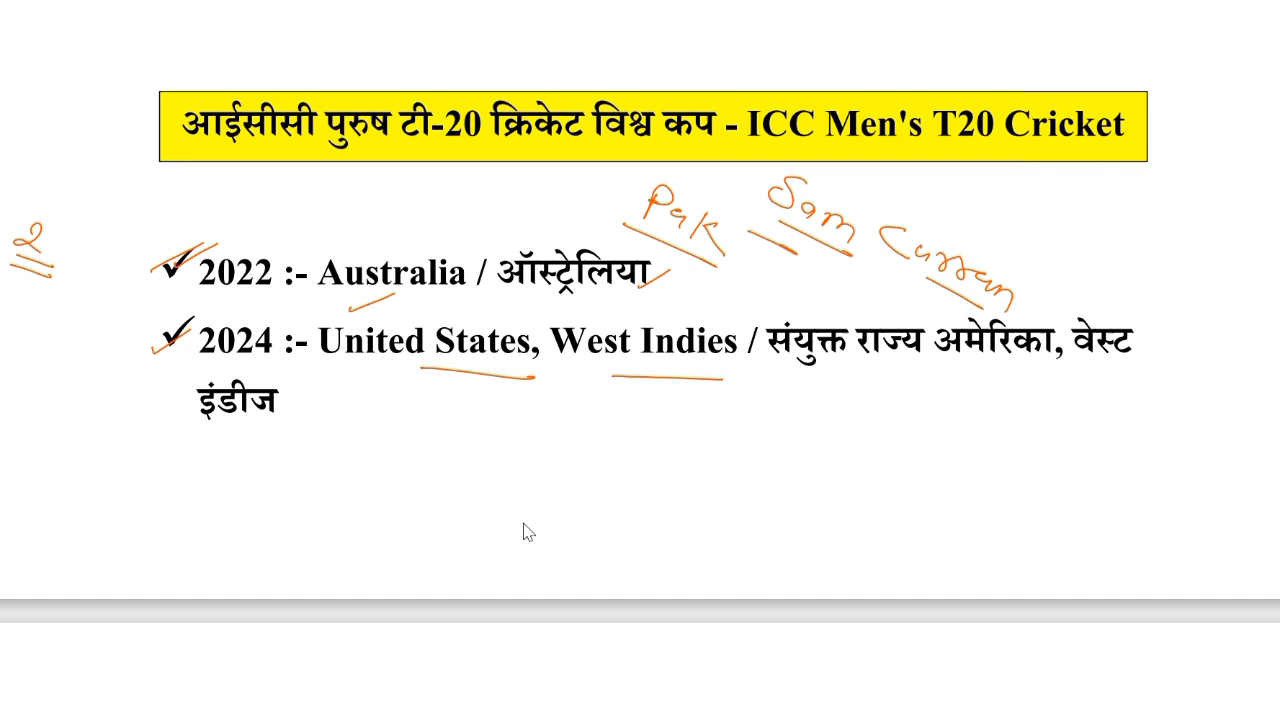 आईसीसी पुरुष टी-20 क्रिकेट विश्व कप - ICC Men's T20 Cricket
Pak Sam Curran
2
2022 :- Australia / ऑस्ट्रेलिया
2024 :- United States, West Indies / संयुक्त राज्य अमेरिका, वेस्ट
इंडीज